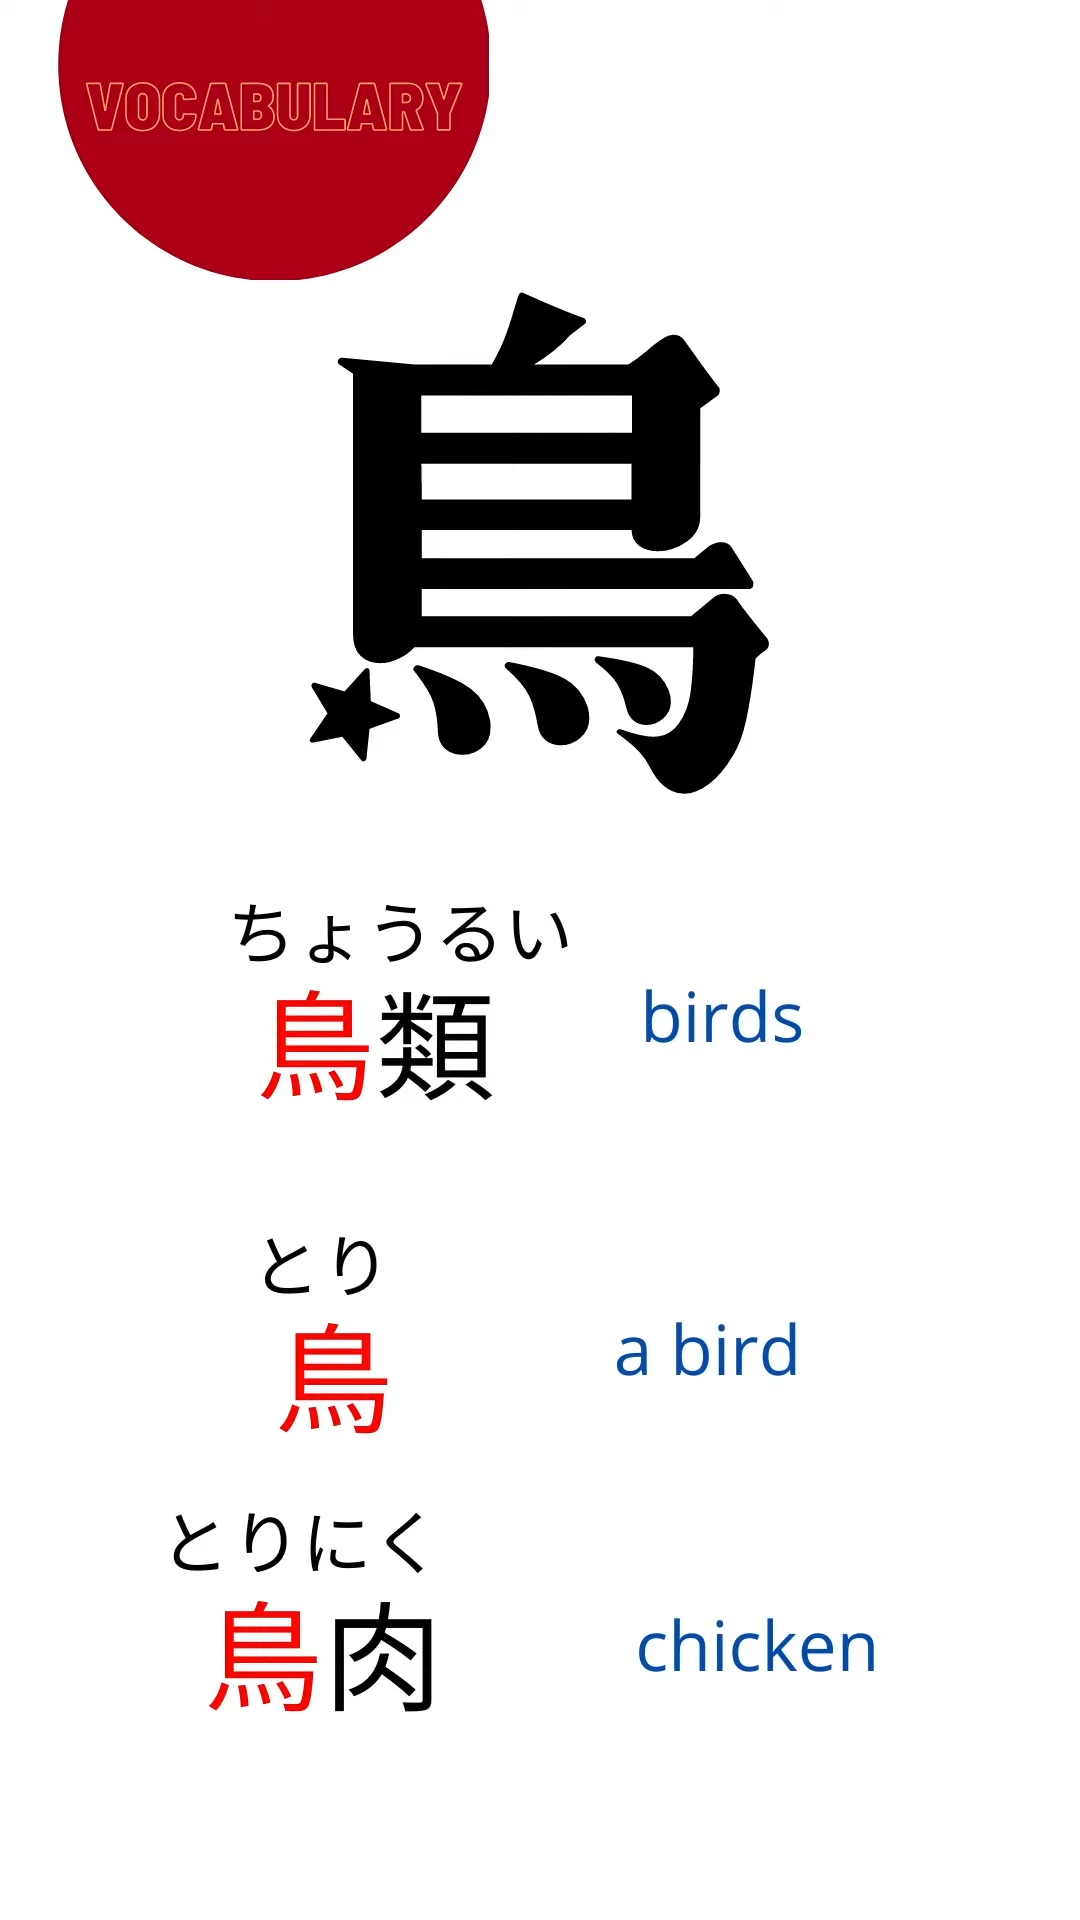 VOCABULARY
鳥
ちょうるい
鳥類
birds
とり
鳥
a bird
とりにく
鳥肉
chicken